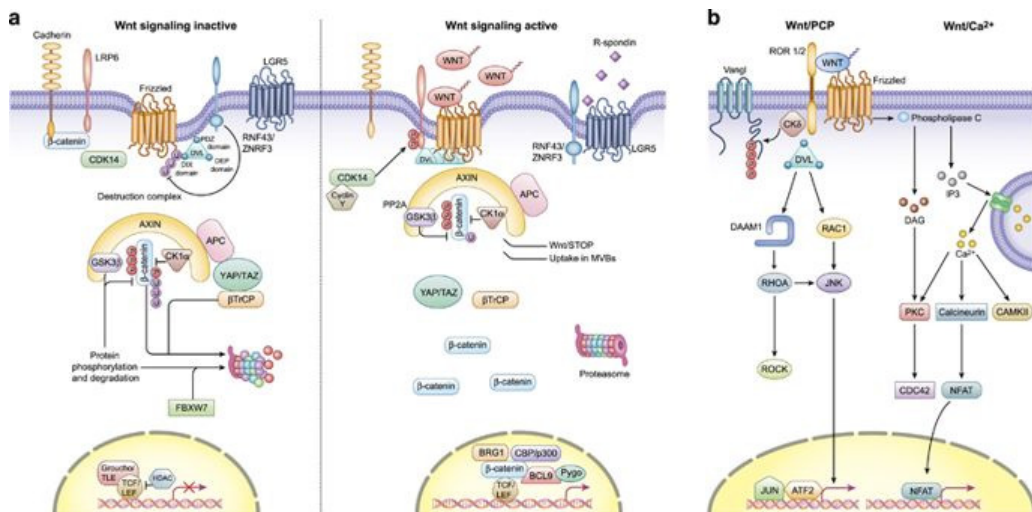 a
Wnt signaling inactive
Cadherin
LRP6
Frizzled
LGR5
β-catenin
CDK14
PDZ
domain
DVL
DIX
domain
DEP
domain
RNF43/
ZNRF3
Destruction complex
AXIN
APC
GSK3β
β-catenin
CK1α
YAP/TAZ
βTrCP
Protein
phosphorylation
and degradation
FBXW7
Groucho/
TLE
TCF/
LEF
HDAC
Wnt signaling active
WNT
WNT
WNT
WNT
R-spondin
RNF43/
ZNRF3
LGR5
DVL
CDK14
Cyclin
Y
AXIN
APC
PP2A
GSK3β
β-catenin
CK1α
Wnt/STOP
Uptake in MVBs
YAP/TAZ
βTrCP
β-catenin
β-catenin
β-catenin
Proteasome
BRG1
CBP/p300
β-catenin
BCL9
Pygo
TCF/
LEF
b
Wnt/PCP
Wnt/Ca²⁺
ROR 1/2
WNT
Vangl
Frizzled
CKδ
DVL
Phospholipase C
IP3
DAG
Ca²⁺
DAAM1
RAC1
RHOA
JNK
ROCK
PKC
Calcineurin
CAMKII
CDC42
NFAT
JUN
ATF2
NFAT